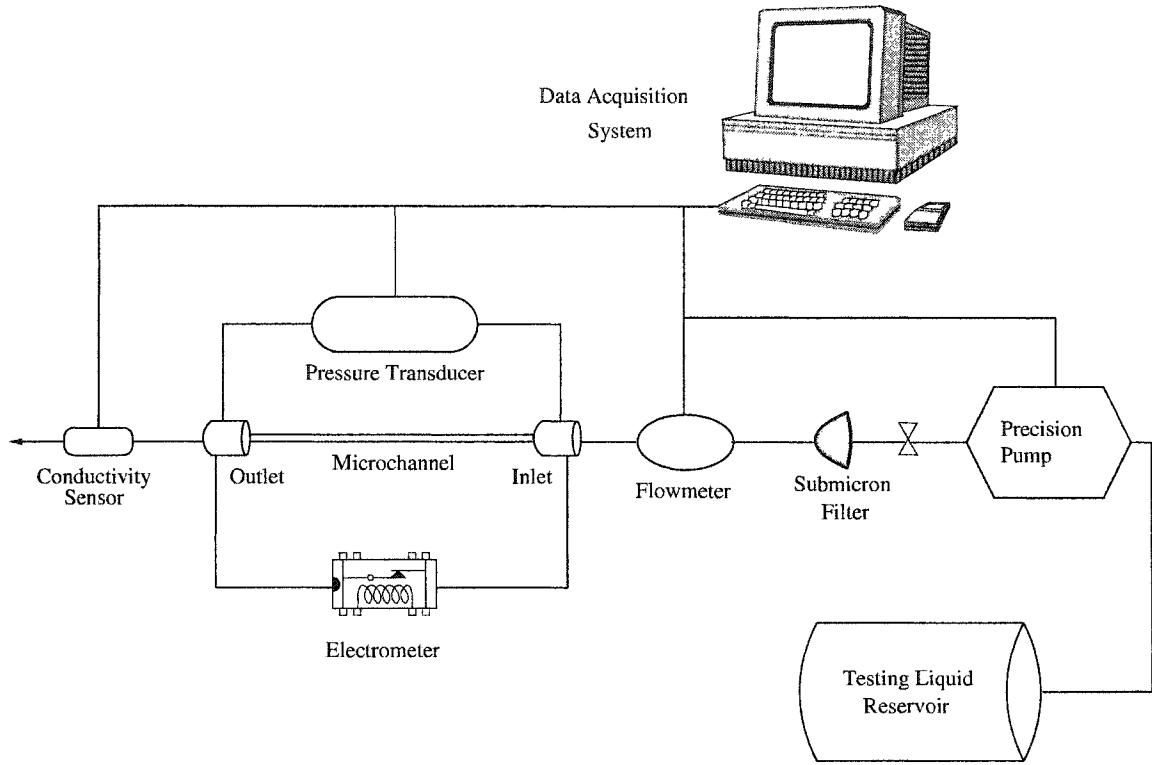 Data Acquisition
System
Pressure Transducer
Precision
Pump
Conductivity
Sensor
Outlet
Microchannel
Inlet
Flowmeter
Submicron
Filter
Electrometer
Testing Liquid
Reservoir